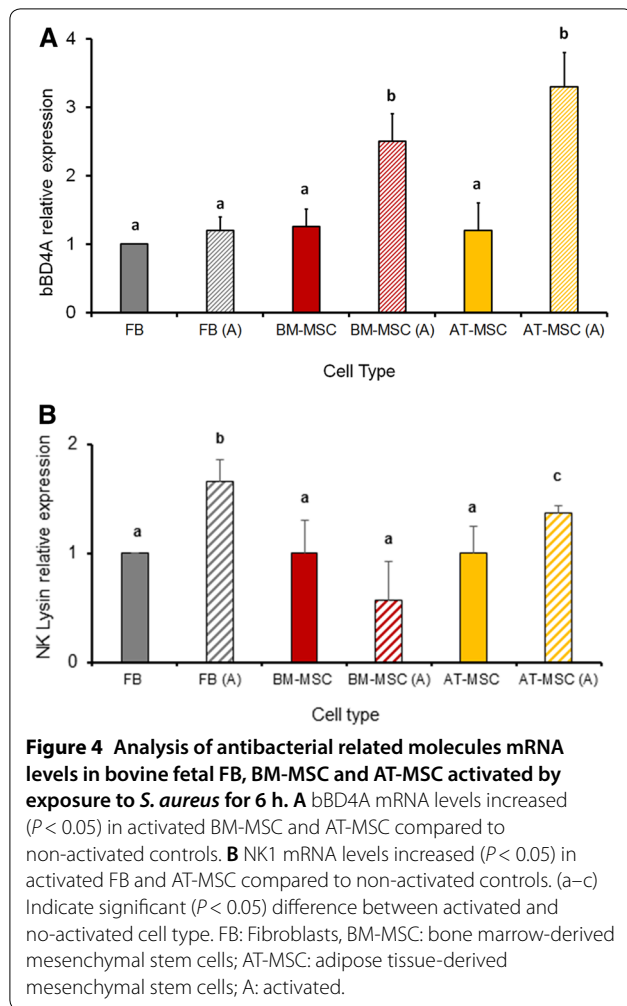 A
bBD4A relative expression
4
3
2
1
0
a
a
a
b
a
b
FB
FB (A)
BM-MSC
BM-MSC (A)
AT-MSC
AT-MSC (A)
Cell Type
B
NK Lysin relative expression
2
1
0
a
b
a
a
a
c
FB
FB (A)
BM-MSC
BM-MSC (A)
AT-MSC
AT-MSC (A)
Cell type
Figure 4 Analysis of antibacterial related molecules mRNA
levels in bovine fetal FB, BM-MSC and AT-MSC activated by
exposure to S. aureus for 6 h. A bBD4A mRNA levels increased
(P < 0.05) in activated BM-MSC and AT-MSC compared to
non-activated controls. B NK1 mRNA levels increased (P < 0.05) in
activated FB and AT-MSC compared to non-activated controls. (a–c)
Indicate significant (P < 0.05) difference between activated and
no-activated cell type. FB: Fibroblasts, BM-MSC: bone marrow-derived
mesenchymal stem cells; AT-MSC: adipose tissue-derived
mesenchymal stem cells; A: activated.